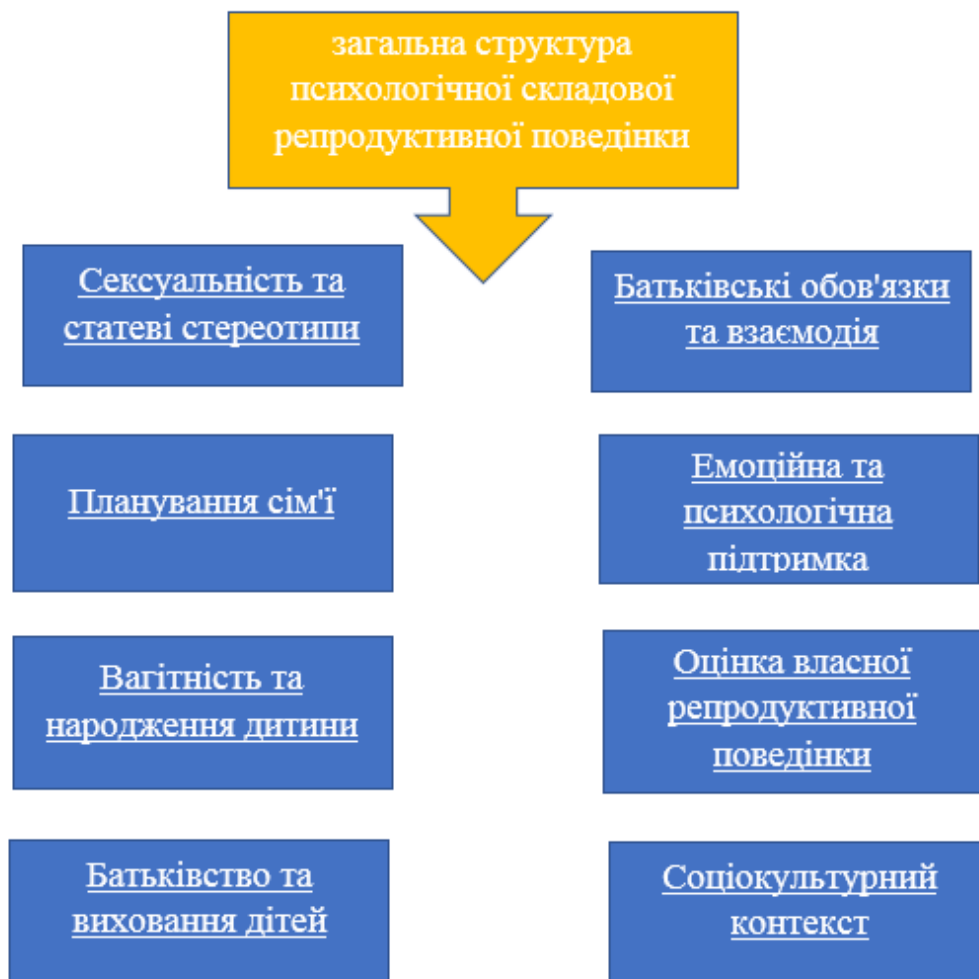 загальна структура
психологічної складової
репродуктивної поведінки
Сексуальність та
статеві стереотипи
Батьківські обов'язки
та взаємодія
Планування сім'ї
Емоційна та
психологічна
підтримка
Вагітність та
народження дитини
Оцінка власної
репродуктивної
поведінки
Батьківство та
виховання дітей
Соціокультурний
контекст